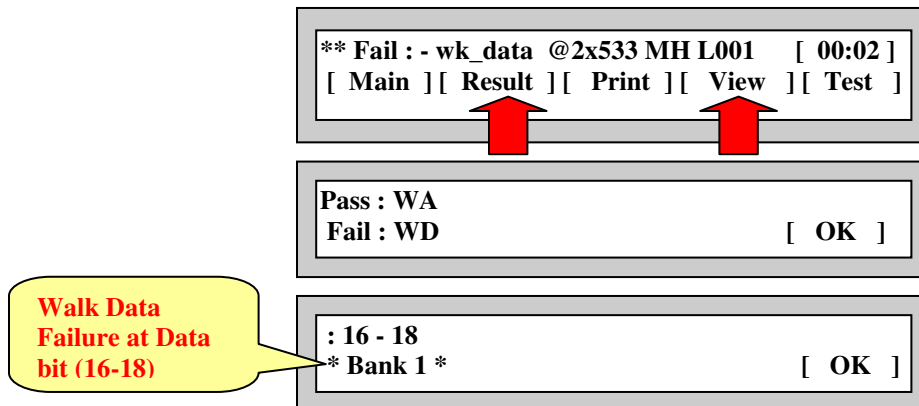 ** Fail : - wk_data @2x533 MH L001 [ 00:02 ]
[ Main ] [ Result ] [ Print ] [ View ] [ Test ]
Pass : WA
Fail : WD [ OK ]
Walk Data
Failure at Data
bit (16-18)
: 16 - 18
* Bank 1 * [ OK ]